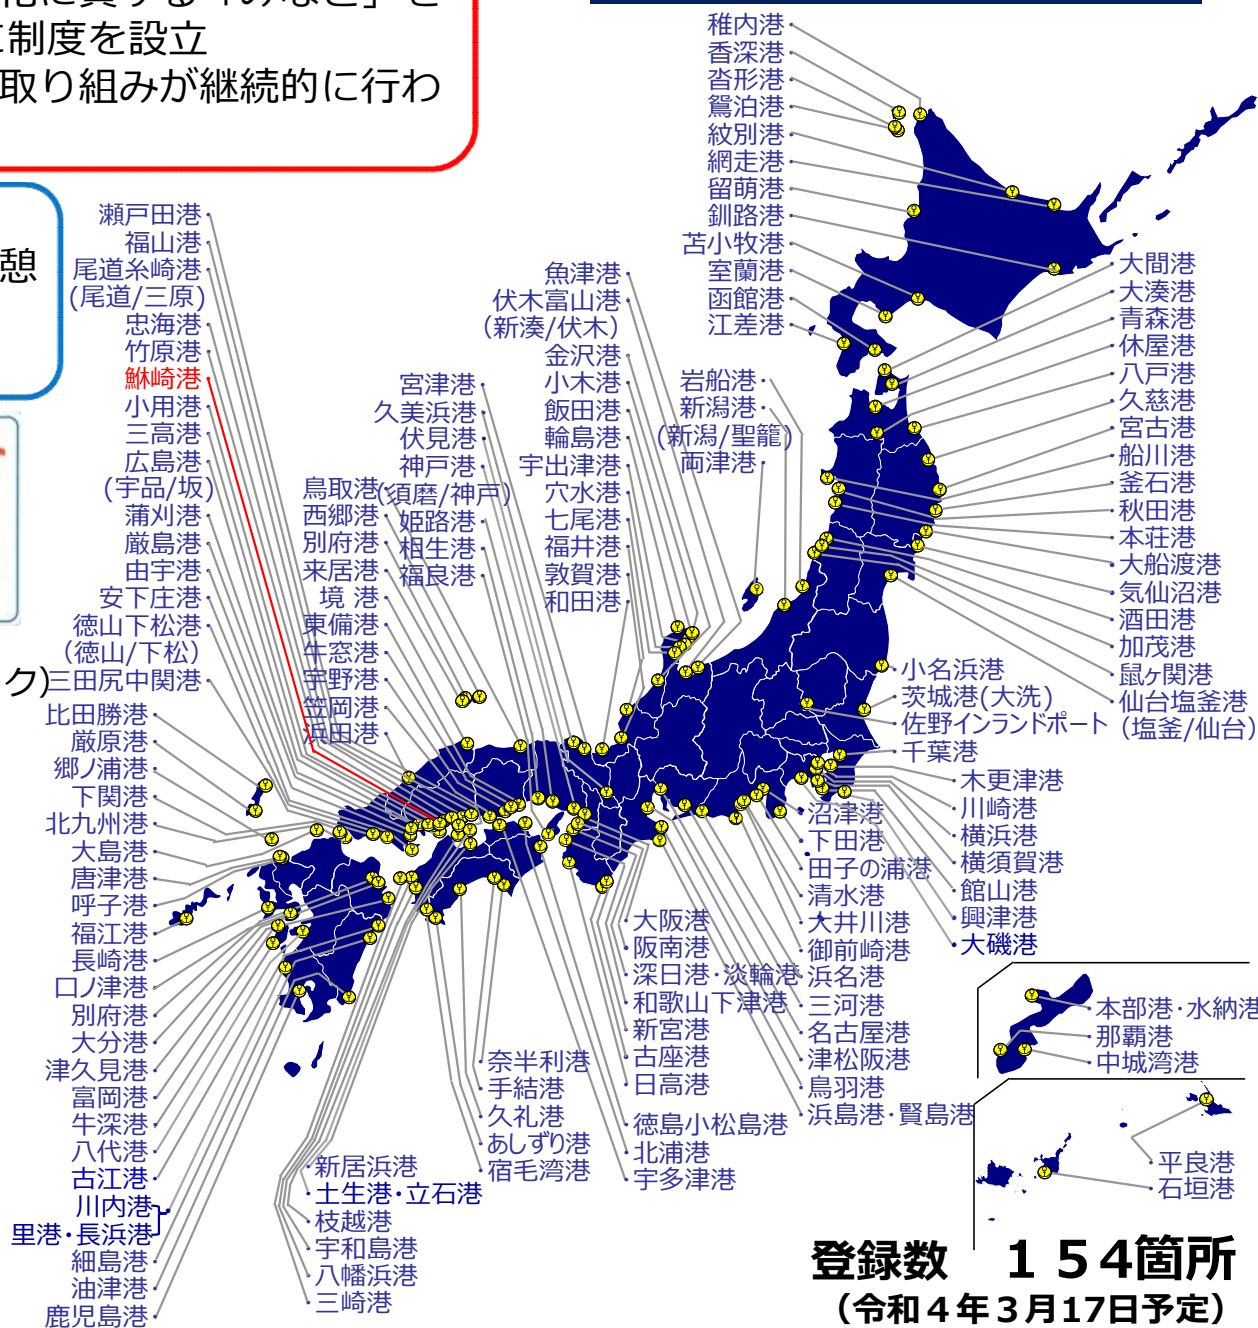 化に資する「みなと」を
に制度を設立
取り組みが継続的に行わ
憩
ク)
稚内港
香深港
沓形港
鴛泊港
紋別港
網走港
留萌港
釧路港
苫小牧港
室蘭港
函館港
江差港
大間港
大湊港
青森港
休屋港
八戸港
久慈港
宮古港
船川港
釜石港
秋田港
本荘港
大船渡港
気仙沼港
酒田港
加茂港
鼠ヶ関港
仙台塩釜港
(塩釜/仙台)
岩船港
新潟港
(新潟/聖籠)
両津港
魚津港
伏木富山港
(新湊/伏木)
金沢港
小木港
飯田港
輪島港
宇出津港
穴水港
七尾港
福井港
敦賀港
和田港
宮津港
久美浜港
伏見港
神戸港
(須磨/神戸)
姫路港
相生港
福良港
鳥取港
西郷港
別府港
来居港
境 港
東備港
牛窓港
宇野港
笠岡港
浜田港
瀬戸田港
福山港
尾道糸崎港
(尾道/三原)
忠海港
竹原港
鮴崎港
小用港
三高港
広島港
(宇品/坂)
蒲刈港
厳島港
由宇港
安下庄港
徳山下松港
(徳山/下松)
三田尻中関港
比田勝港
厳原港
郷ノ浦港
下関港
北九州港
大島港
唐津港
呼子港
福江港
長崎港
口ノ津港
別府港
大分港
津久見港
富岡港
牛深港
八代港
古江港
川内港
里港・長浜港
細島港
油津港
鹿児島港
新居浜港
土生港・立石港
枝越港
宇和島港
八幡浜港
三崎港
奈半利港
手結港
久礼港
あしずり港
宿毛湾港
大阪港
阪南港
深日港・淡輪港
和歌山下津港
新宮港
古座港
日高港
徳島小松島港
北浦港
宇多津港
小名浜港
茨城港(大洗)
佐野インランドポート
千葉港
木更津港
川崎港
横浜港
横須賀港
館山港
興津港
大磯港
沼津港
下田港
田子の浦港
清水港
大井川港
御前崎港
浜名港
三河港
名古屋港
津松阪港
鳥羽港
浜島港・賢島港
本部港・水納港
那覇港
中城湾港
平良港
石垣港
登録数　１５４箇所
（令和４年３月17日予定）